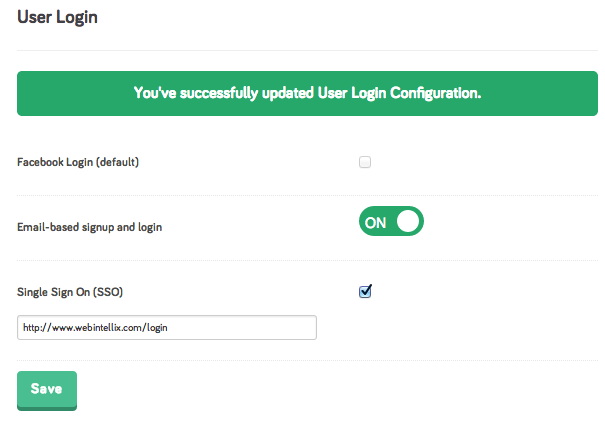 User Login
You've successfully updated User Login Configuration.
Facebook Login (default)
Email-based signup and login
ON
Single Sign On (SSO)
http://www.webintellix.com/login
Save